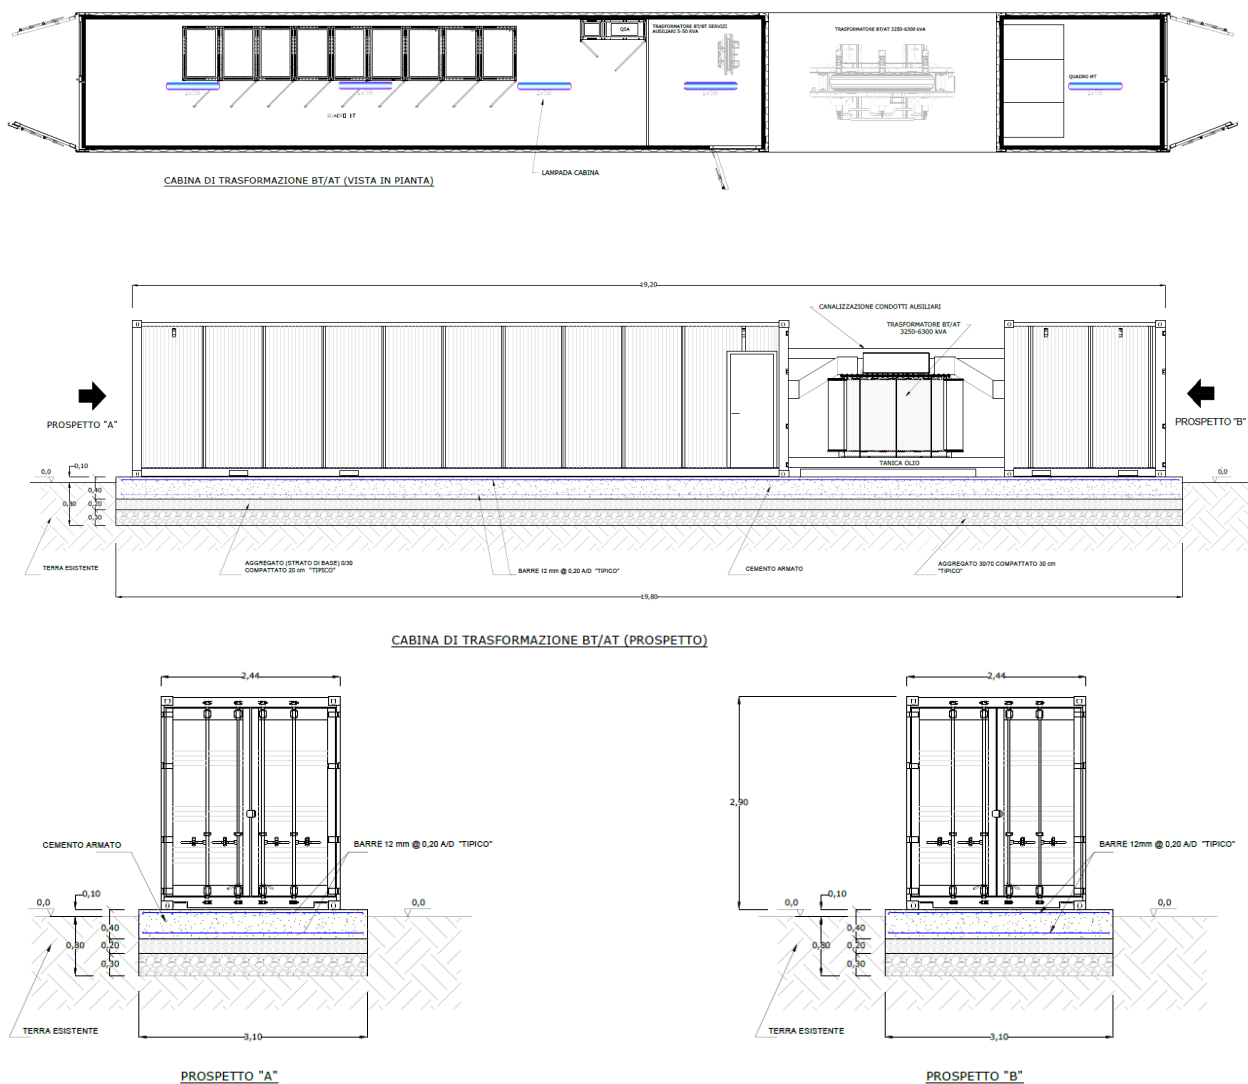 QSA
TRASFORMATORE BT/BT SERVIZI
AUSILIARI 5-50 KVA
TRASFORMATORE BT/AT 3250-6300 kVA
QUADRO MT
LAMPADA CABINA
CABINA DI TRASFORMAZIONE BT/AT (VISTA IN PIANTA)
19,20
CANALIZZAZIONE CONDOTTI AUSILIARI
TRASFORMATORE BT/AT
3250-6300 kVA
PROSPETTO "A"
PROSPETTO "B"
TANICA OLIO
0,10
0,0
0,0
0,40
0,80
0,20
0,30
TERRA ESISTENTE
AGGREGATO (STRATO DI BASE) 0/30
COMPATTATO 20 cm "TIPICO"
BARRE 12 mm @ 0,20 A/D "TIPICO"
CEMENTO ARMATO
AGGREGATO 30/70 COMPATTATO 30 cm
"TIPICO"
19,80
CABINA DI TRASFORMAZIONE BT/AT (PROSPETTO)
2,44
CEMENTO ARMATO
BARRE 12 mm @ 0,20 A/D "TIPICO"
0,10
0,0
0,0
0,40
0,80
0,20
0,30
TERRA ESISTENTE
3,10
PROSPETTO "A"
2,44
2,90
BARRE 12mm @ 0,20 A/D "TIPICO"
0,10
0,0
0,0
0,40
0,80
0,20
0,30
TERRA ESISTENTE
3,10
PROSPETTO "B"